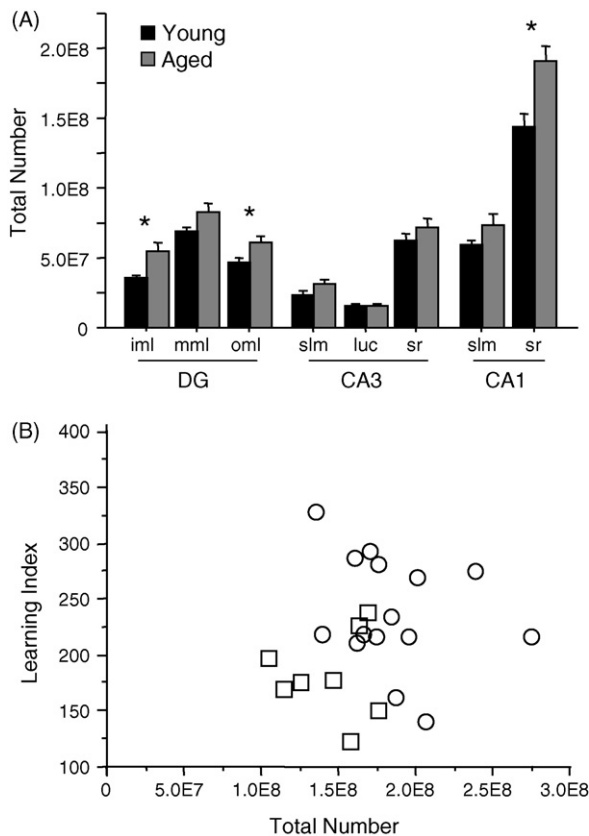 (A)
Young
Aged
Total Number
2.0E8
1.5E8
1.0E8
5.0E7
0
* * *
iml mml oml slm luc sr slm sr
DG CA3 CA1
(B)
Learning Index
400
350
300
250
200
150
100
0 5.0E7 1.0E8 1.5E8 2.0E8 2.5E8 3.0E8
Total Number